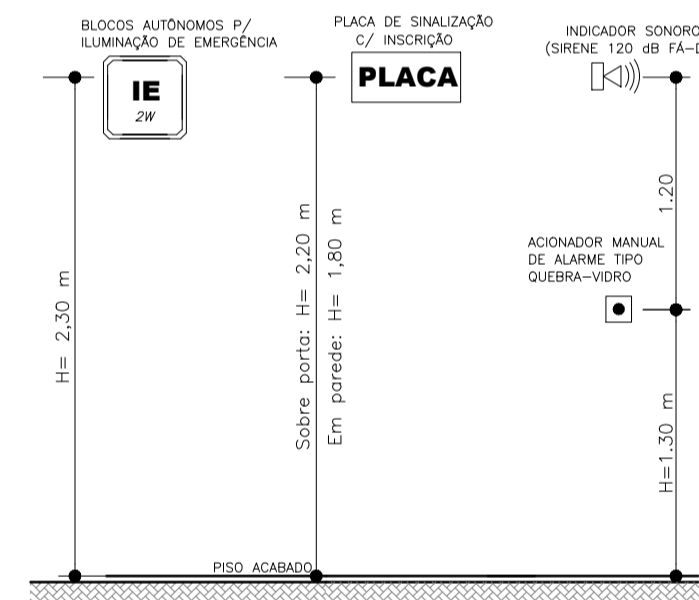 BLOCOS AUTÔNOMOS P/
ILUMINAÇÃO DE EMERGÊNCIA
IE
2W
H= 2,30 m
PLACA DE SINALIZAÇÃO
C/ INSCRIÇÃO
PLACA
Sobre porta: H= 2,20 m
Em parede: H= 1,80 m
INDICADOR SONORO
(SIRENE 120 dB
1.20
ACIONADOR MANUAL
DE ALARME TIPO
QUEBRA-VIDRO
H=1.30 m
PISO ACABADO